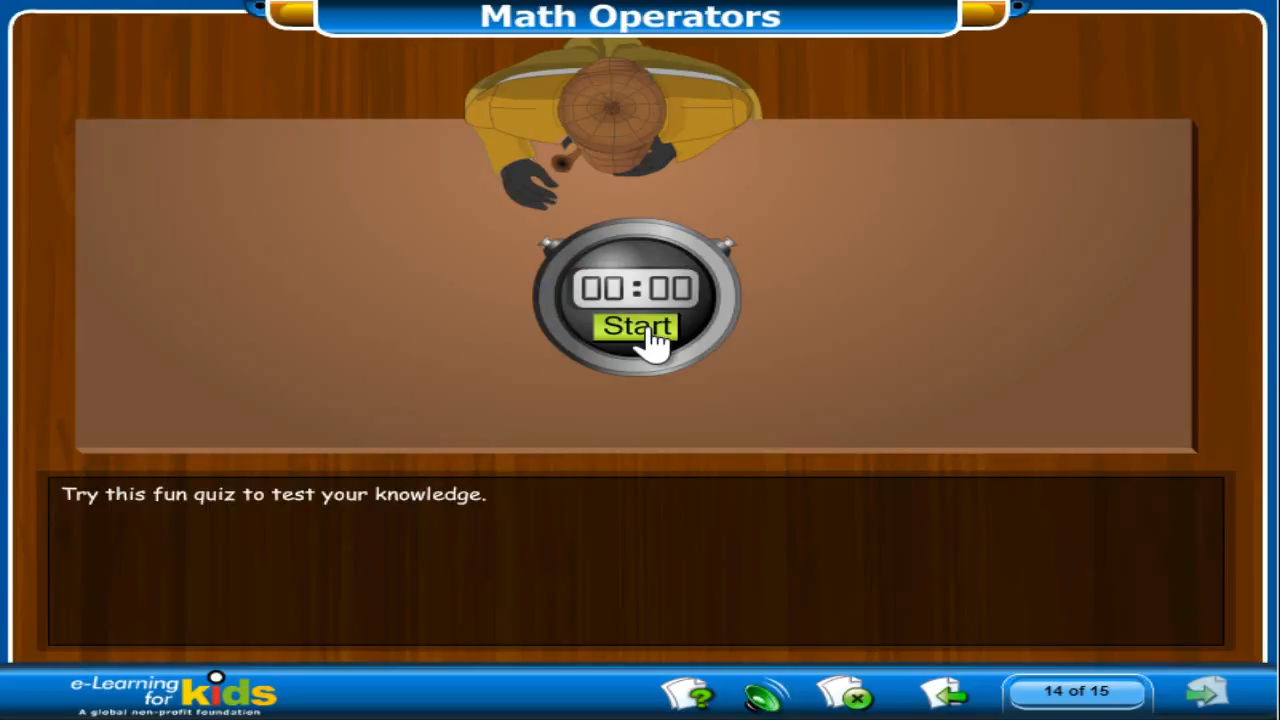 Math Operators
00:00
Start
Try this fun quiz to test your knowledge.
e-Learning
for kids
A global non-profit foundation
14 of 15